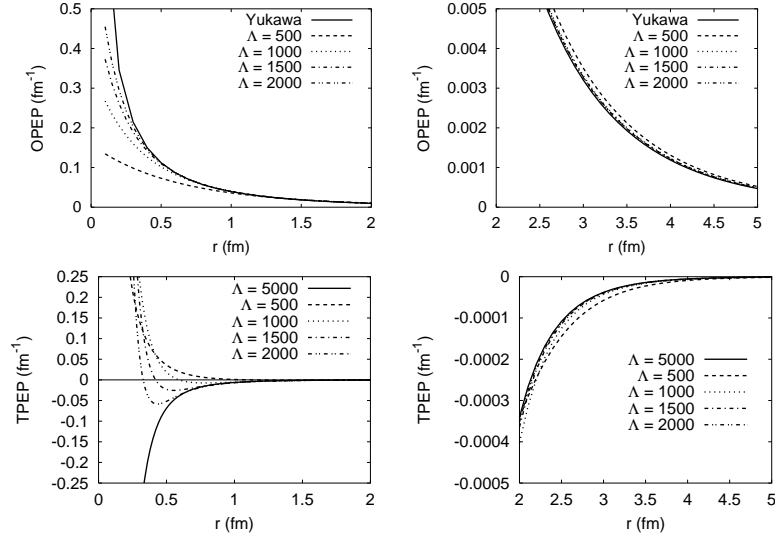 OPEP (fm⁻¹)
0.5
0.4
0.3
0.2
0.1
0
Yukawa
Λ = 500
Λ = 1000
Λ = 1500
Λ = 2000
0
0.5
1
1.5
2
r (fm)
OPEP (fm⁻¹)
0.005
0.004
0.003
0.002
0.001
0
Yukawa
Λ = 500
Λ = 1000
Λ = 1500
Λ = 2000
2
2.5
3
3.5
4
4.5
5
r (fm)
TPEP (fm⁻¹)
0.25
0.2
0.15
0.1
0.05
0
-0.05
-0.1
-0.15
-0.2
-0.25
Λ = 5000
Λ = 500
Λ = 1000
Λ = 1500
Λ = 2000
0
0.5
1
1.5
2
r (fm)
TPEP (fm⁻¹)
0
-0.0001
-0.0002
-0.0003
-0.0004
-0.0005
Λ = 5000
Λ = 500
Λ = 1000
Λ = 1500
Λ = 2000
2
2.5
3
3.5
4
4.5
5
r (fm)